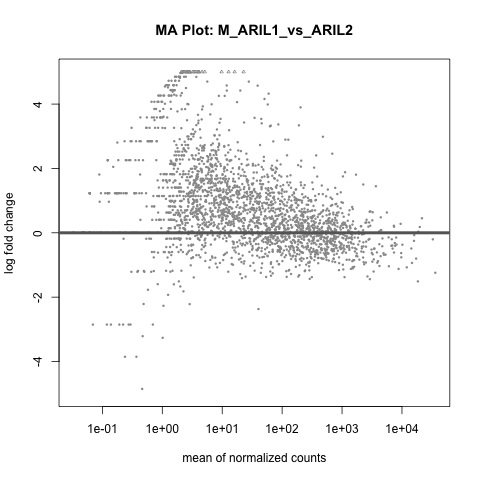 MA Plot: M_ARIL1_vs_ARIL2
log fold change
4
2
0
-2
-4
1e-01 1e+00 1e+01 1e+02 1e+03 1e+04
mean of normalized counts